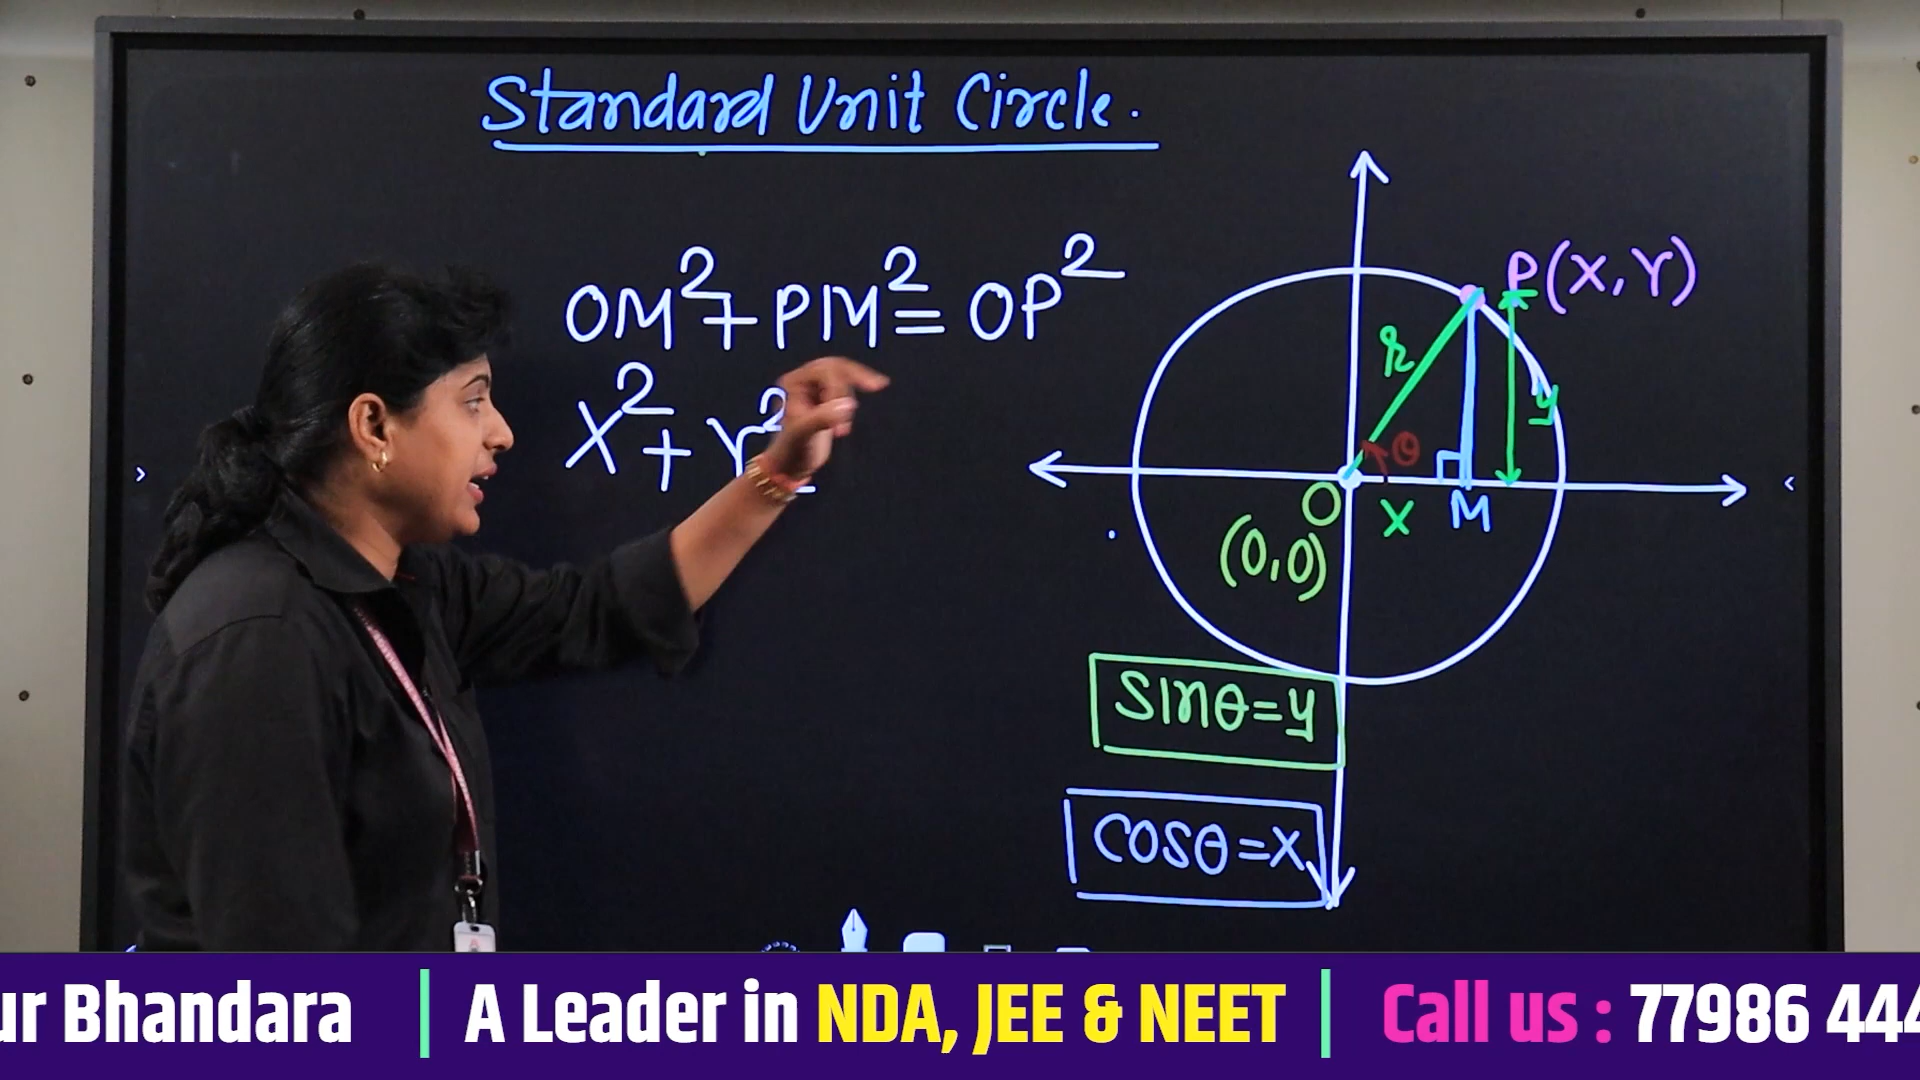 Standard Unit Circle.
OM²+PM²=OP²
X²+Y²
P(X,Y)
r
y
θ
O
X
M
(0,0)
sinθ=y
cosθ=x
ur Bhandara | A Leader in NDA, JEE & NEET | Call us : 77986 444